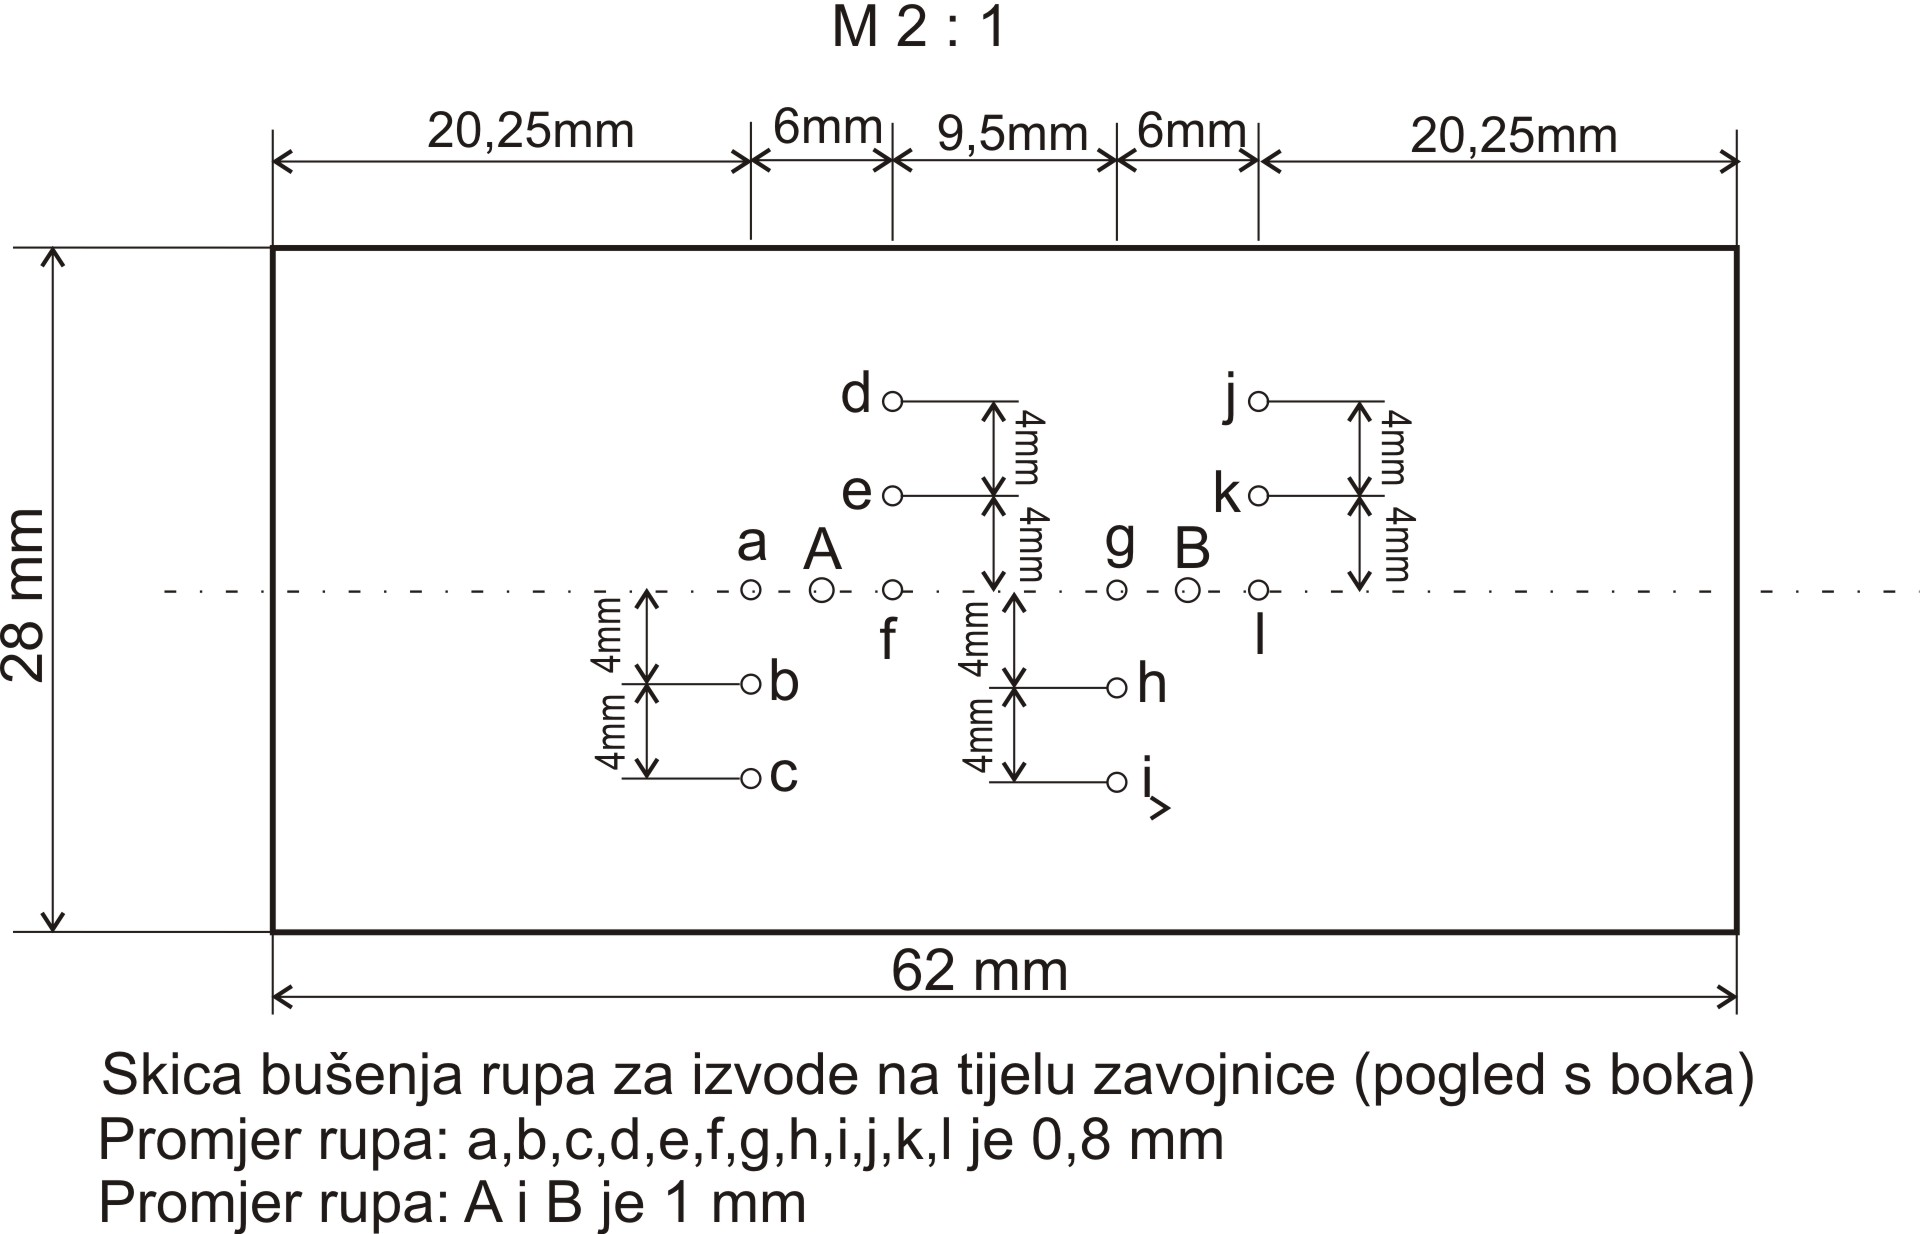 M 2 : 1
20,25mm 6mm 9,5mm 6mm 20,25mm
28 mm
d 4mm j 4mm
e 4mm k 4mm
a A f g B l
4mm b 4mm h
4mm c 4mm i
62 mm
Skica bušenja rupa za izvode na tijelu zavojnice (pogled s boka)
Promjer rupa: a,b,c,d,e,f,g,h,i,j,k,l je 0,8 mm
Promjer rupa: A i B je 1 mm